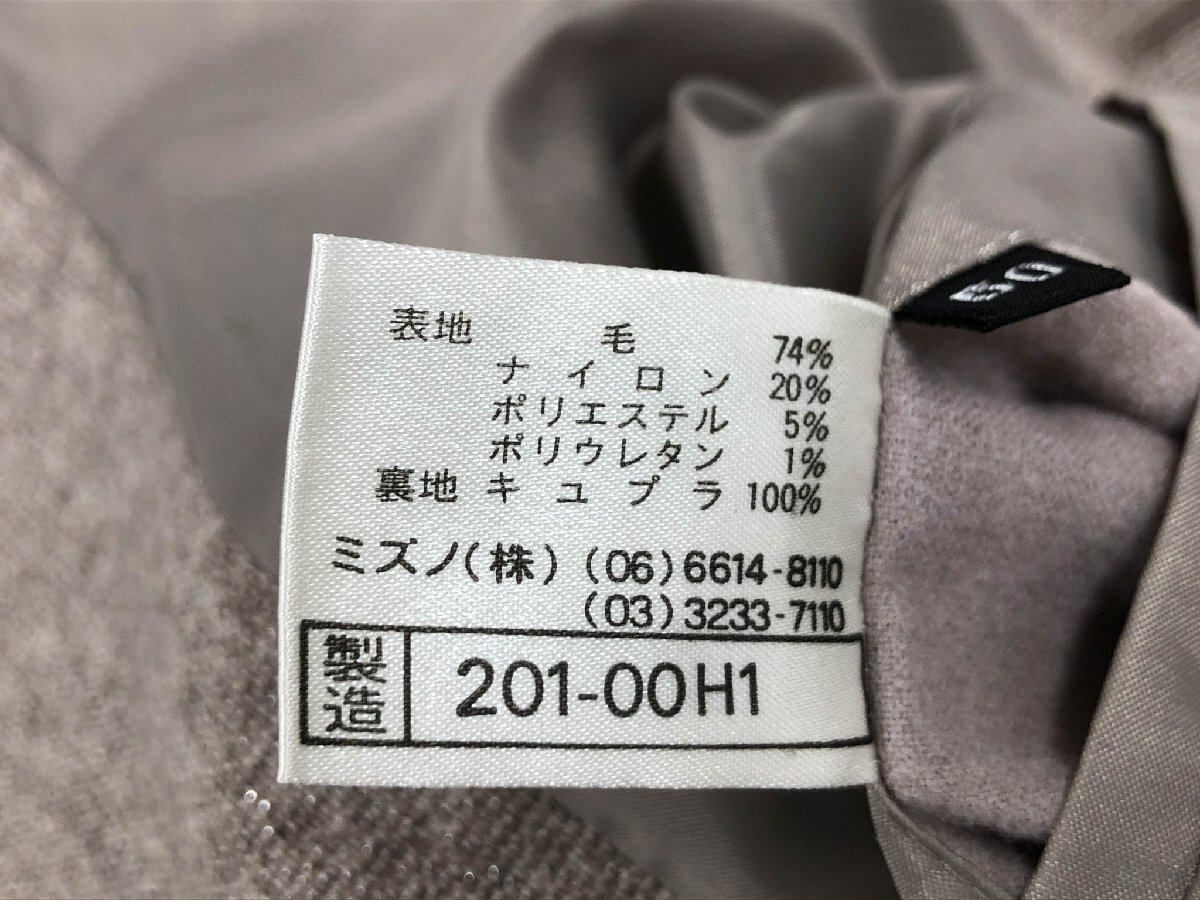 表地 毛 74%
ナイロン 20%
ポリエステル 5%
ポリウレタン 1%
裏地 キュプラ 100%
ミズノ(株) (06)6614-8110
(03)3233-7110
製造 201-00H1